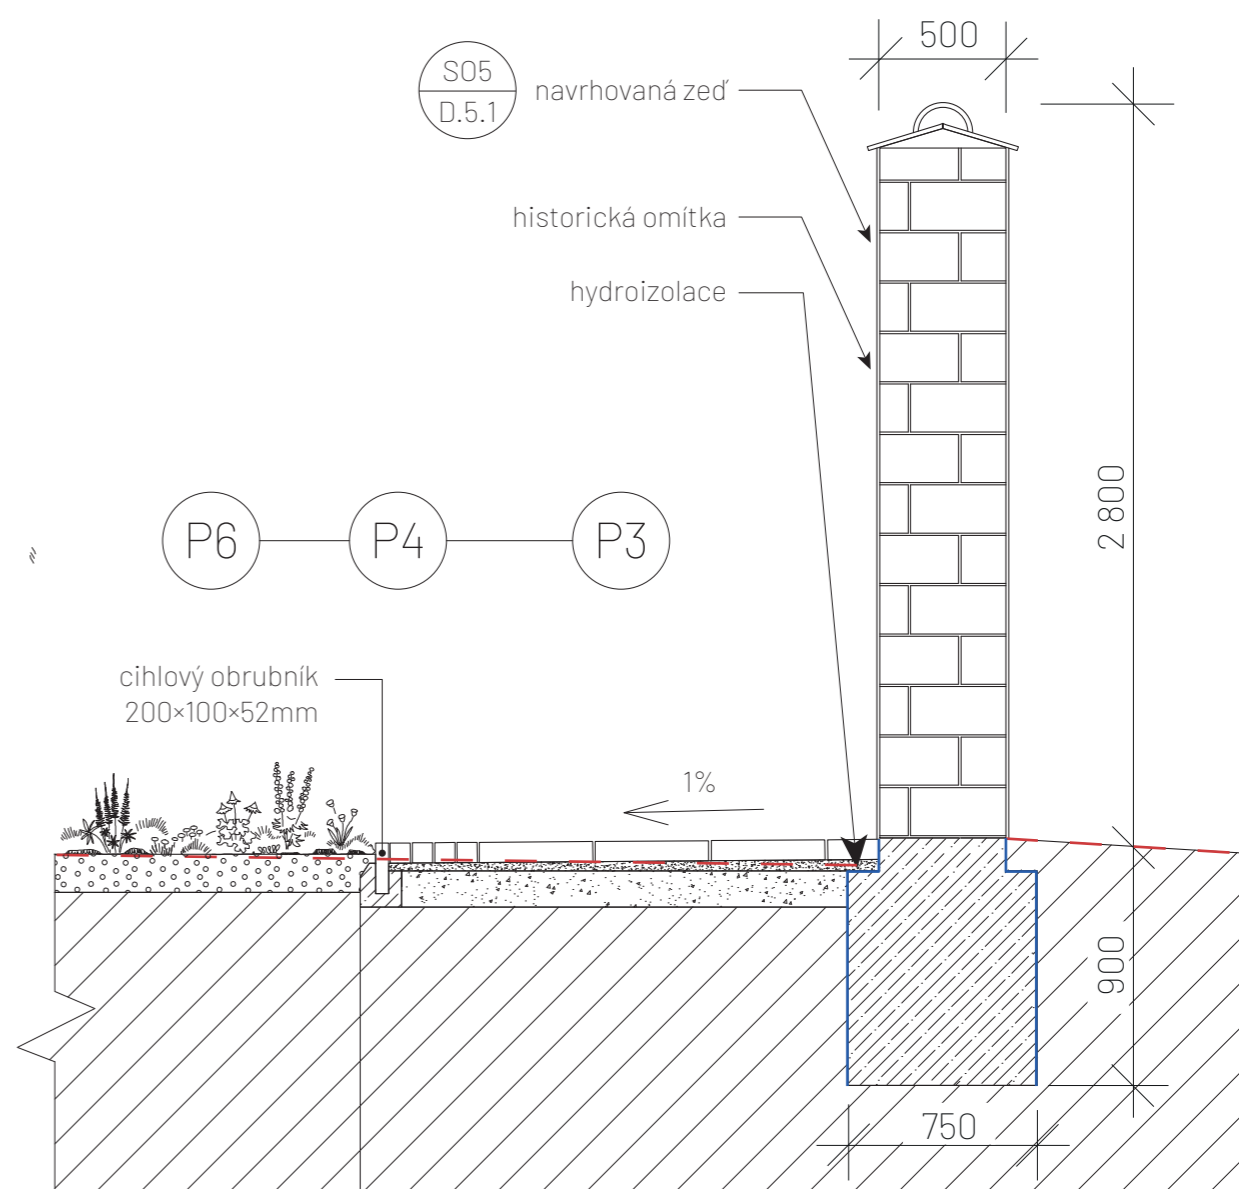 500
S05
D.5.1
navrhovaná zeď
historická omítka
hydroizolace
2 800
P6
P4
P3
cihlový obrubník
200×100×52mm
1%
900
750